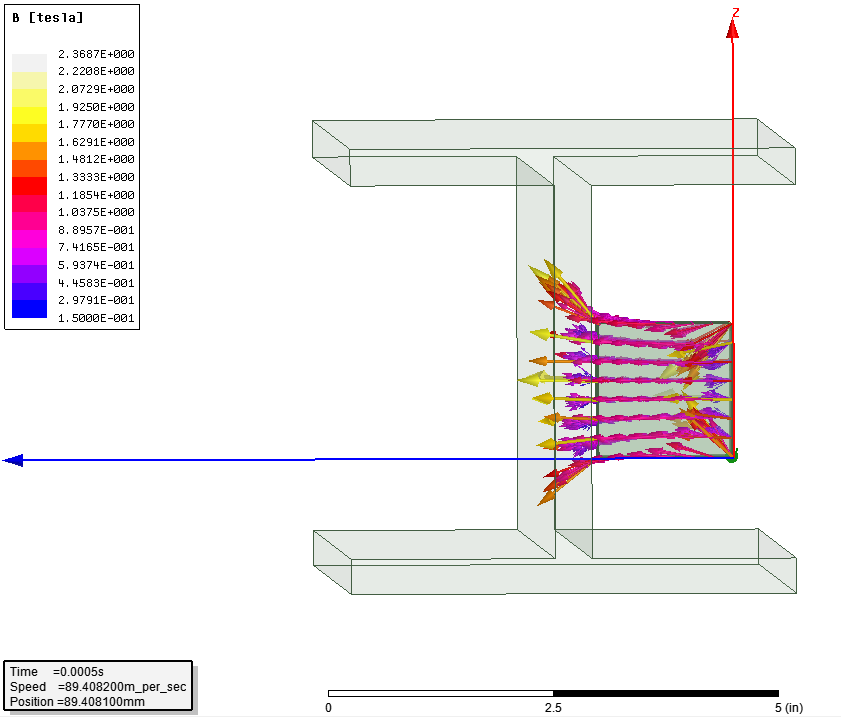 B [tesla]
2.3687E+000
2.2208E+000
2.0729E+000
1.9250E+000
1.7770E+000
1.6291E+000
1.4812E+000
1.3333E+000
1.1854E+000
1.0375E+000
8.8957E-001
7.4165E-001
5.9374E-001
4.4583E-001
2.9791E-001
1.5000E-001
Z
Time =0.0005s
Speed =89.408200m_per_sec
Position =89.408100mm
0 2.5 5 (in)